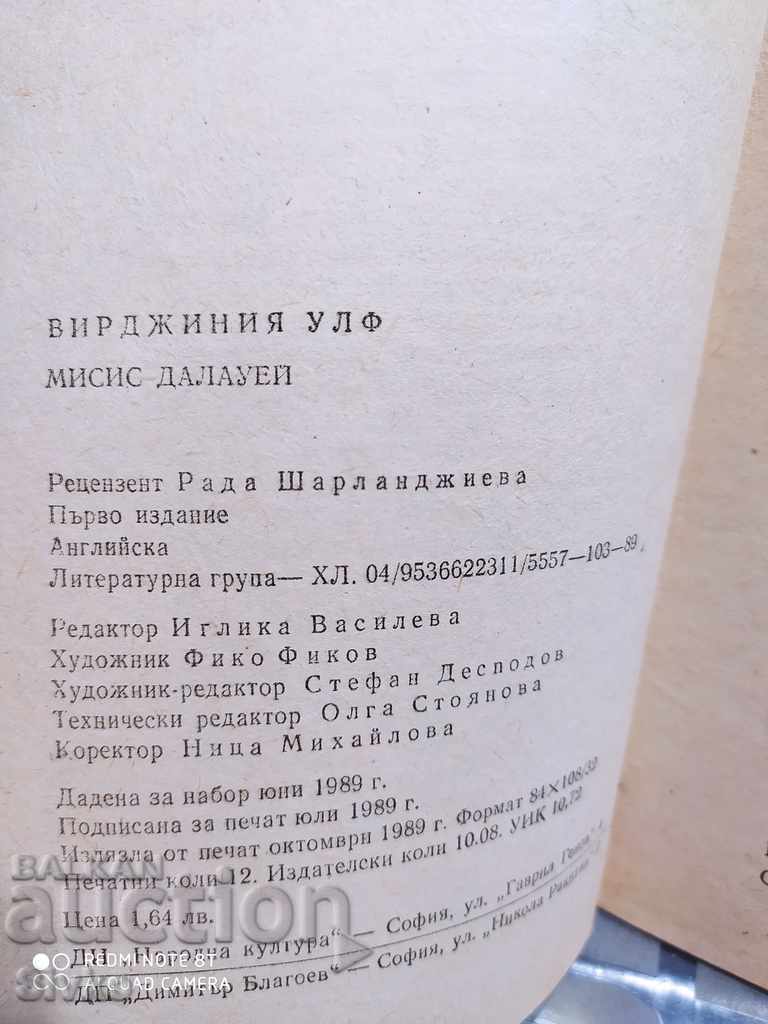 ВИРДЖИНИЯ УЛФ
МИСИС ДАЛАУЕЙ
Рецензент Рада Шарланджиева
Първо издание
Английска
Литературна група— ХЛ. 04/9536622311/5557—103—89
Редактор Иглика Василева
Художник Фико Фиков
Художник-редактор Стефан Десподов
Технически редактор Олга Стоянова
Коректор Ница Михайлова
Дадена за набор юни 1989 г.
Подписана за печат юли 1989 г.
Излязла от печат октомври 1989 г. Формат 84×108/32
Печатни коли 12. Издателски коли 10.08. УИК 10,72
Цена 1,64 лв.
ДИ „Народна култура“ — София, ул. „Гаврил Генов“
ДП „Димитър Благоев“ — София, ул. „Никола
BALKAN
auction
REDMI NOTE 8T
AI QUAD CAMERA